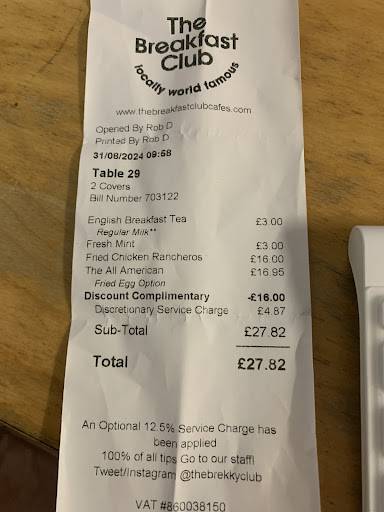 The
Breakfast
Club
locally world famous
www.thebreakfastclubcafes.com
Opened By Rob D
Printed By Rob D
31/08/2024 09:58
Table 29
2 Covers
Bill Number 703122
English Breakfast Tea £3.00
Regular Milk**
Fresh Mint £3.00
Fried Chicken Rancheros £16.00
The All American £16.95
Fried Egg Option
Discount Complimentary -£16.00
Discretionary Service Charge £4.87
Sub-Total £27.82
Total £27.82
An Optional 12.5% Service Charge has
been applied
100% of all tips Go to our staff!
Tweet/Instagram @thebrekkyclub
VAT #860038150